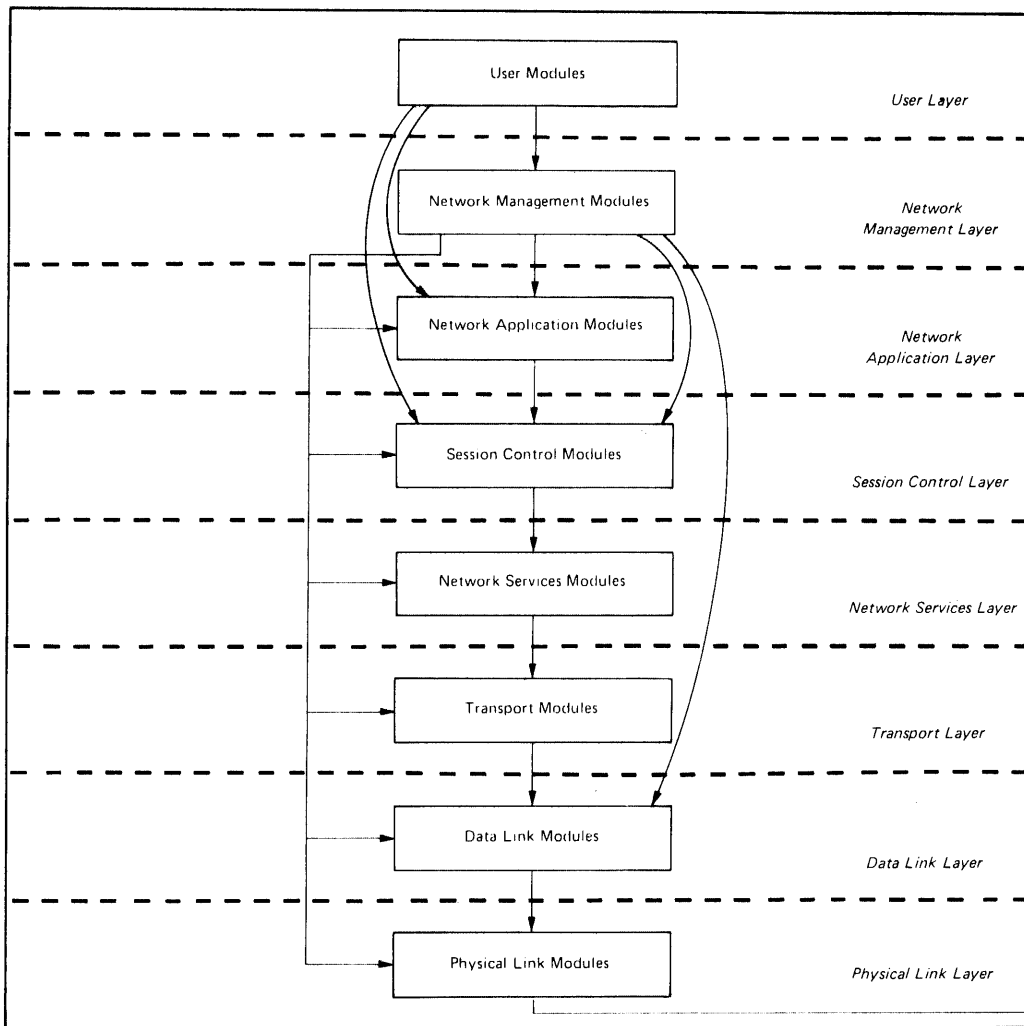 User Modules
User Layer
Network Management Modules
Network
Management Layer
Network Application Modules
Network
Application Layer
Session Control Modules
Session Control Layer
Network Services Modules
Network Services Layer
Transport Modules
Transport Layer
Data Link Modules
Data Link Layer
Physical Link Modules
Physical Link Layer